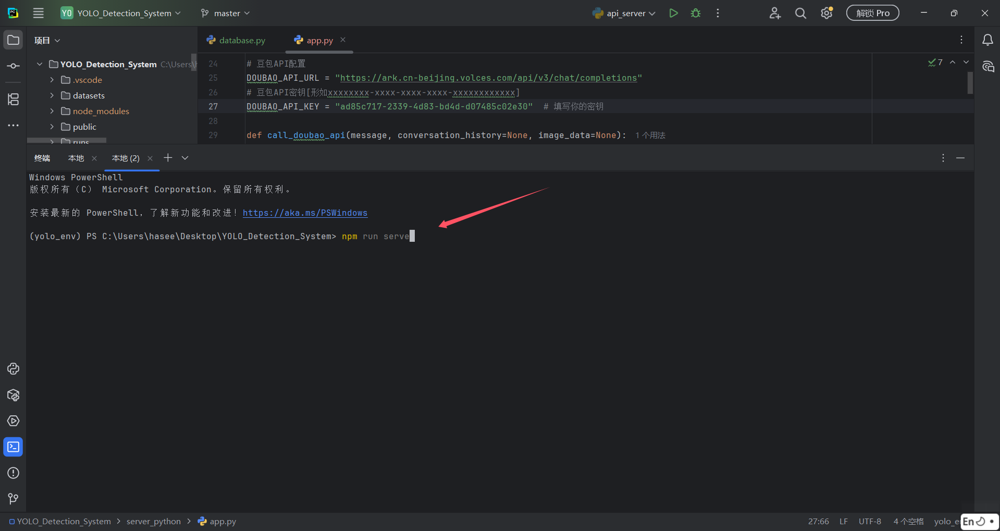 PC
YO YOLO_Detection_System
master
api_server
解锁 Pro
项目
YOLO_Detection_System C:\Users\h
.vscode
datasets
node_modules
public
runs
database.py
app.py
7
24 # 豆包API配置
25 DOUBAO_API_URL = "https://ark.cn-beijing.volces.com/api/v3/chat/completions"
26 # 豆包API密钥[形如xxxxxxxx-xxxx-xxxx-xxxx-xxxxxxxxxxxx]
27 DOUBAO_API_KEY = "ad85c717-2339-4d83-bd4d-d07485c02e30"  # 填写你的密钥
28
29 def call_doubao_api(message, conversation_history=None, image_data=None): 1 个用法
终端 本地 本地 (2)
Windows PowerShell
版权所有（C） Microsoft Corporation。保留所有权利。
安装最新的 PowerShell，了解新功能和改进！https://aka.ms/PSWindows
(yolo_env) PS C:\Users\hasee\Desktop\YOLO_Detection_System> npm run serve
YOLO_Detection_System > server_python > app.py
27:66 LF UTF-8 4 个空格 yolo_e
En